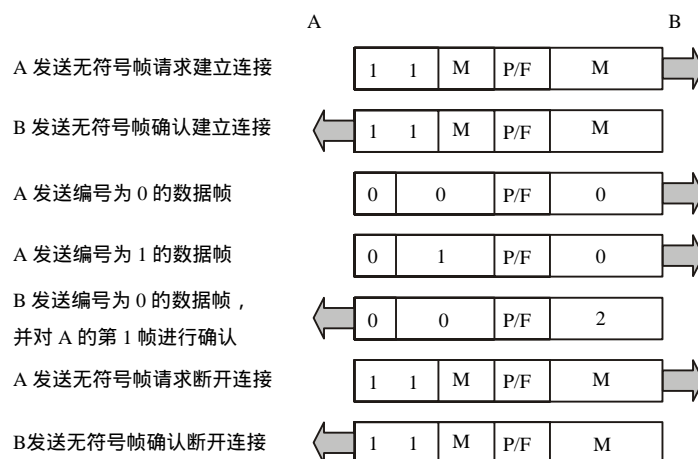 A B
A 发送无符号帧请求建立连接 1 1 M P/F M
B 发送无符号帧确认建立连接 1 1 M P/F M
A 发送编号为 0 的数据帧 0 0 P/F 0
A 发送编号为 1 的数据帧 0 1 P/F 0
B 发送编号为 0 的数据帧，
并对 A 的第 1 帧进行确认 0 0 P/F 2
A 发送无符号帧请求断开连接 1 1 M P/F M
B发送无符号帧确认断开连接 1 1 M P/F M